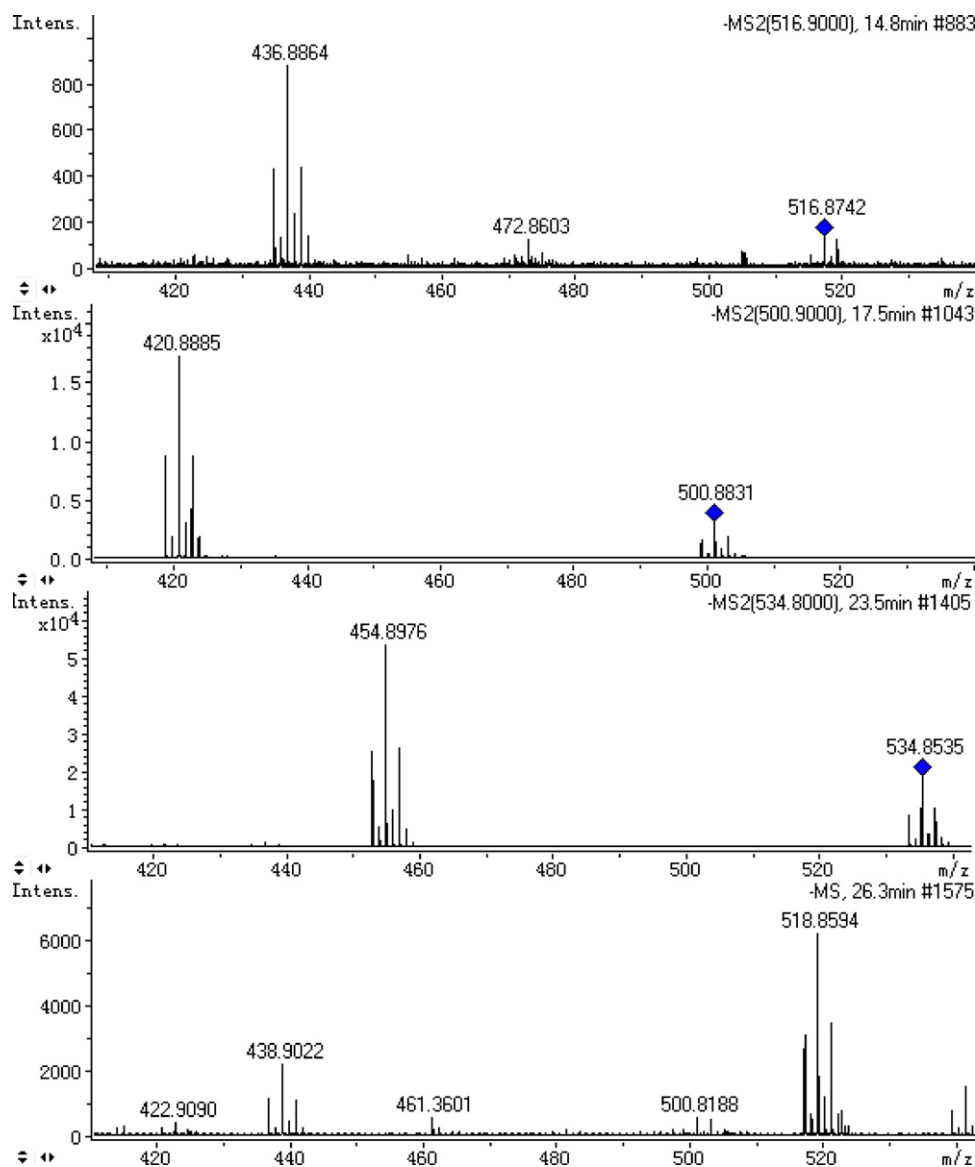 Intens.
-MS2(516.9000), 14.8min #883
436.8864
800
600
400
200
0
472.8603
516.8742
420 440 460 480 500 520 m/z
Intens.
x10^4
-MS2(500.9000), 17.5min #1043
420.8885
1.5
1.0
0.5
0.0
500.8831
420 440 460 480 500 520 m/z
Intens.
x10^4
-MS2(534.8000), 23.5min #1405
454.8976
5
4
3
2
1
0
534.8535
420 440 460 480 500 520 m/z
Intens.
-MS, 26.3min #1575
518.8594
6000
4000
2000
0
438.9022
422.9090
461.3601
500.8188
420 440 460 480 500 520 m/z